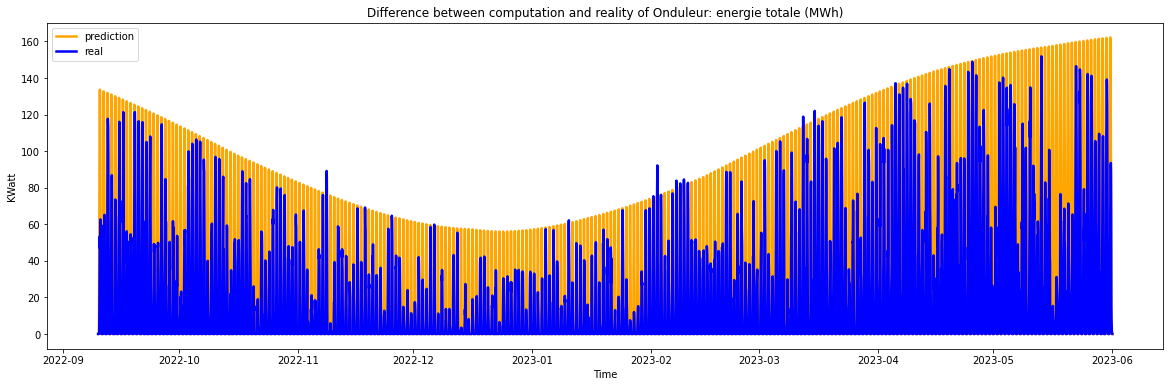 Difference between computation and reality of Onduleur: energie totale (MWh)
prediction
real
KWatt
160
140
120
100
80
60
40
20
0
2022-09 2022-10 2022-11 2022-12 2023-01 2023-02 2023-03 2023-04 2023-05 2023-06
Time